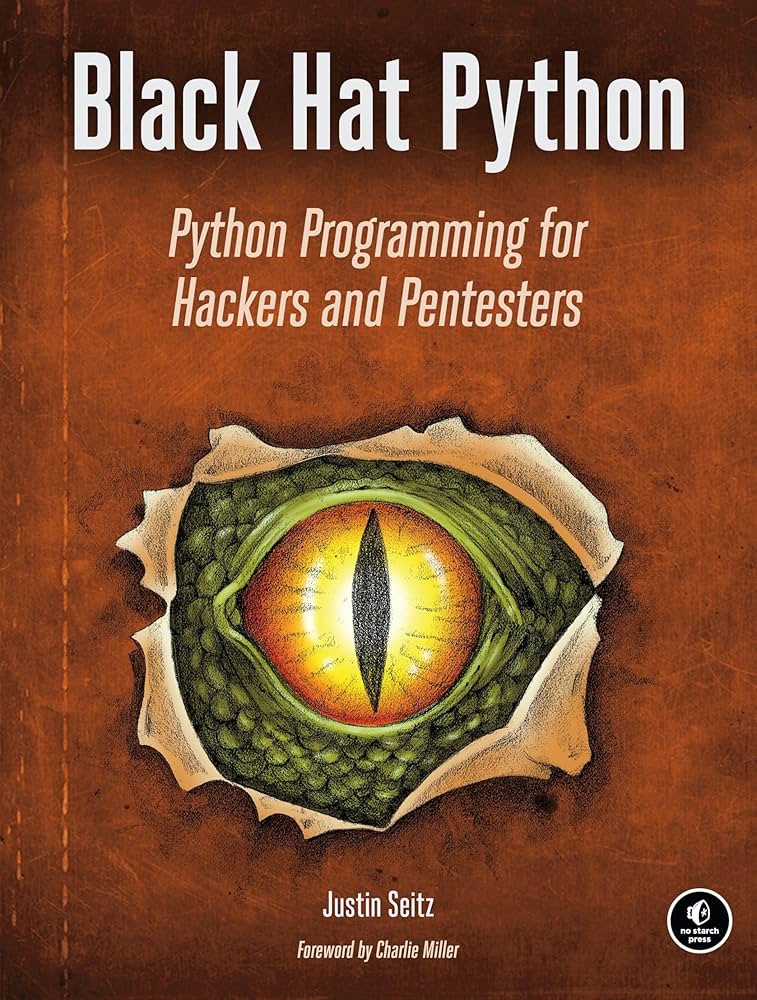 Black Hat Python
Python Programming for
Hackers and Pentesters
Justin Seitz
Foreword by Charlie Miller
no starch
press